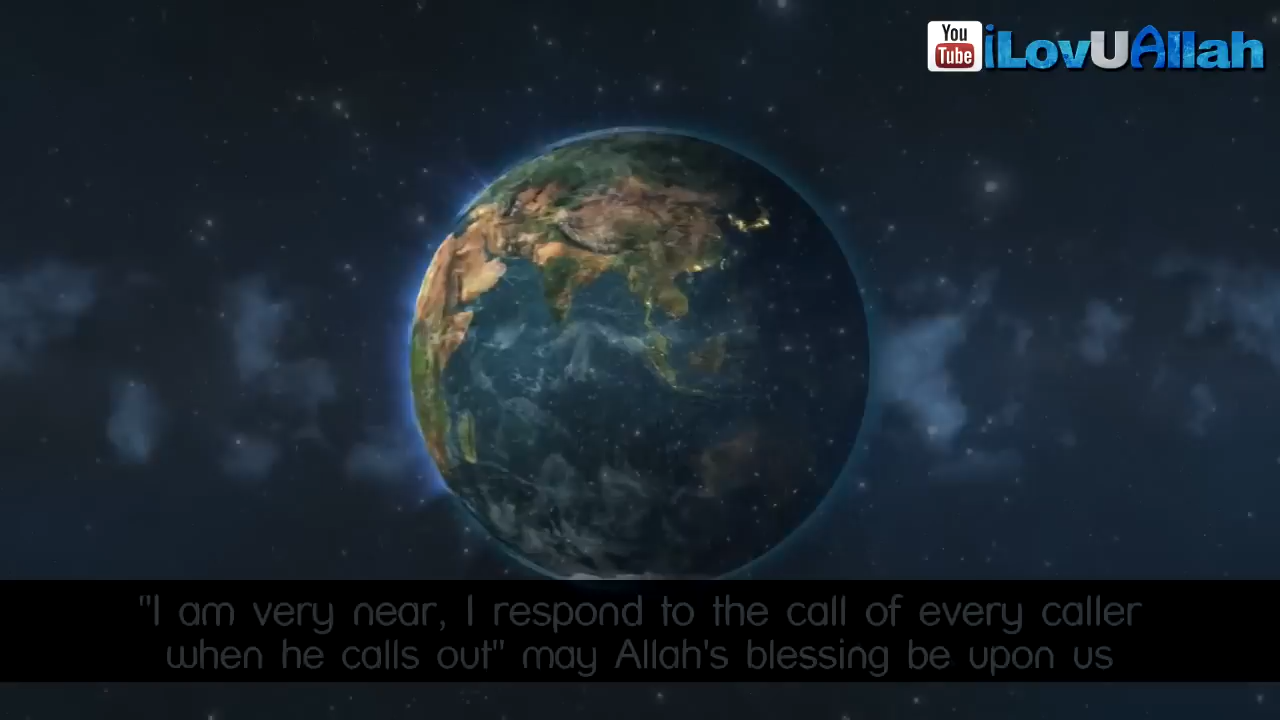 You
Tube
iLovUAllah
"I am very near, I respond to the call of every caller
when he calls out" may Allah's blessing be upon us